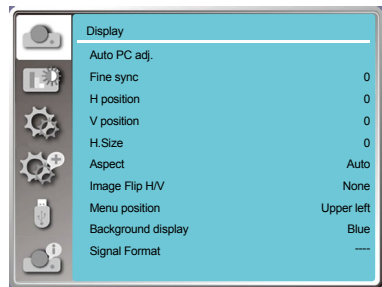 Display
Auto PC adj.
Fine sync 0
H position 0
V position 0
H.Size 0
Aspect Auto
Image Flip H/V None
Menu position Upper left
Background display Blue
Signal Format ----